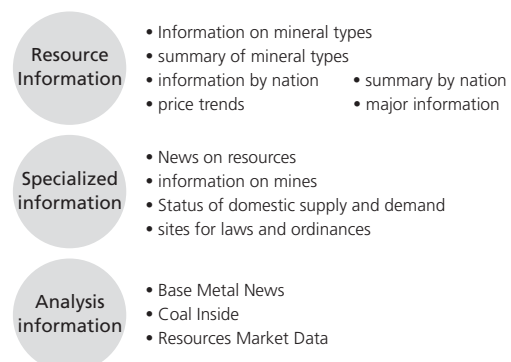 Resource
Information
• Information on mineral types
• summary of mineral types
• information by nation • summary by nation
• price trends • major information
Specialized
information
• News on resources
• information on mines
• Status of domestic supply and demand
• sites for laws and ordinances
Analysis
information
• Base Metal News
• Coal Inside
• Resources Market Data